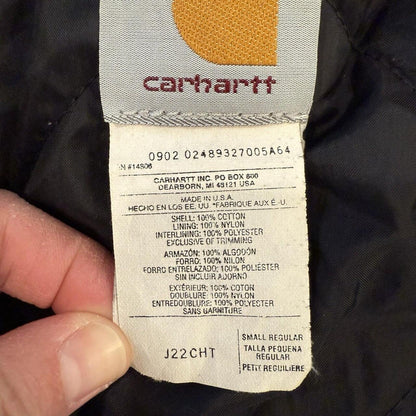 carhartt
0902 02489327005A64
RN #14806
CARHARTT INC. PO BOX 600
DEARBORN, MI 48121 USA
MADE IN U.S.A.
HECHO EN LOS EE. UU. *FABRIQUE AUX É.-U.
SHELL: 100% COTTON
LINING: 100% NYLON
INTERLINING: 100% POLYESTER
EXCLUSIVE OF TRIMMING
ARMAZÓN: 100% ALGODÓN
FORRO: 100% NILON
FORRO ENTRELAZADO: 100% POLIÉSTER
SIN INCLUIR ADORNO
EXTÉRIEUR: 100% COTON
DOUBLURE: 100% NYLON
ENTREDOUBLURE: 100% POLYESTER
SANS GARNITURE
J22CHT
SMALL REGULAR
TALLA PEQUENA
REGULAR
PETIT REGULIERE